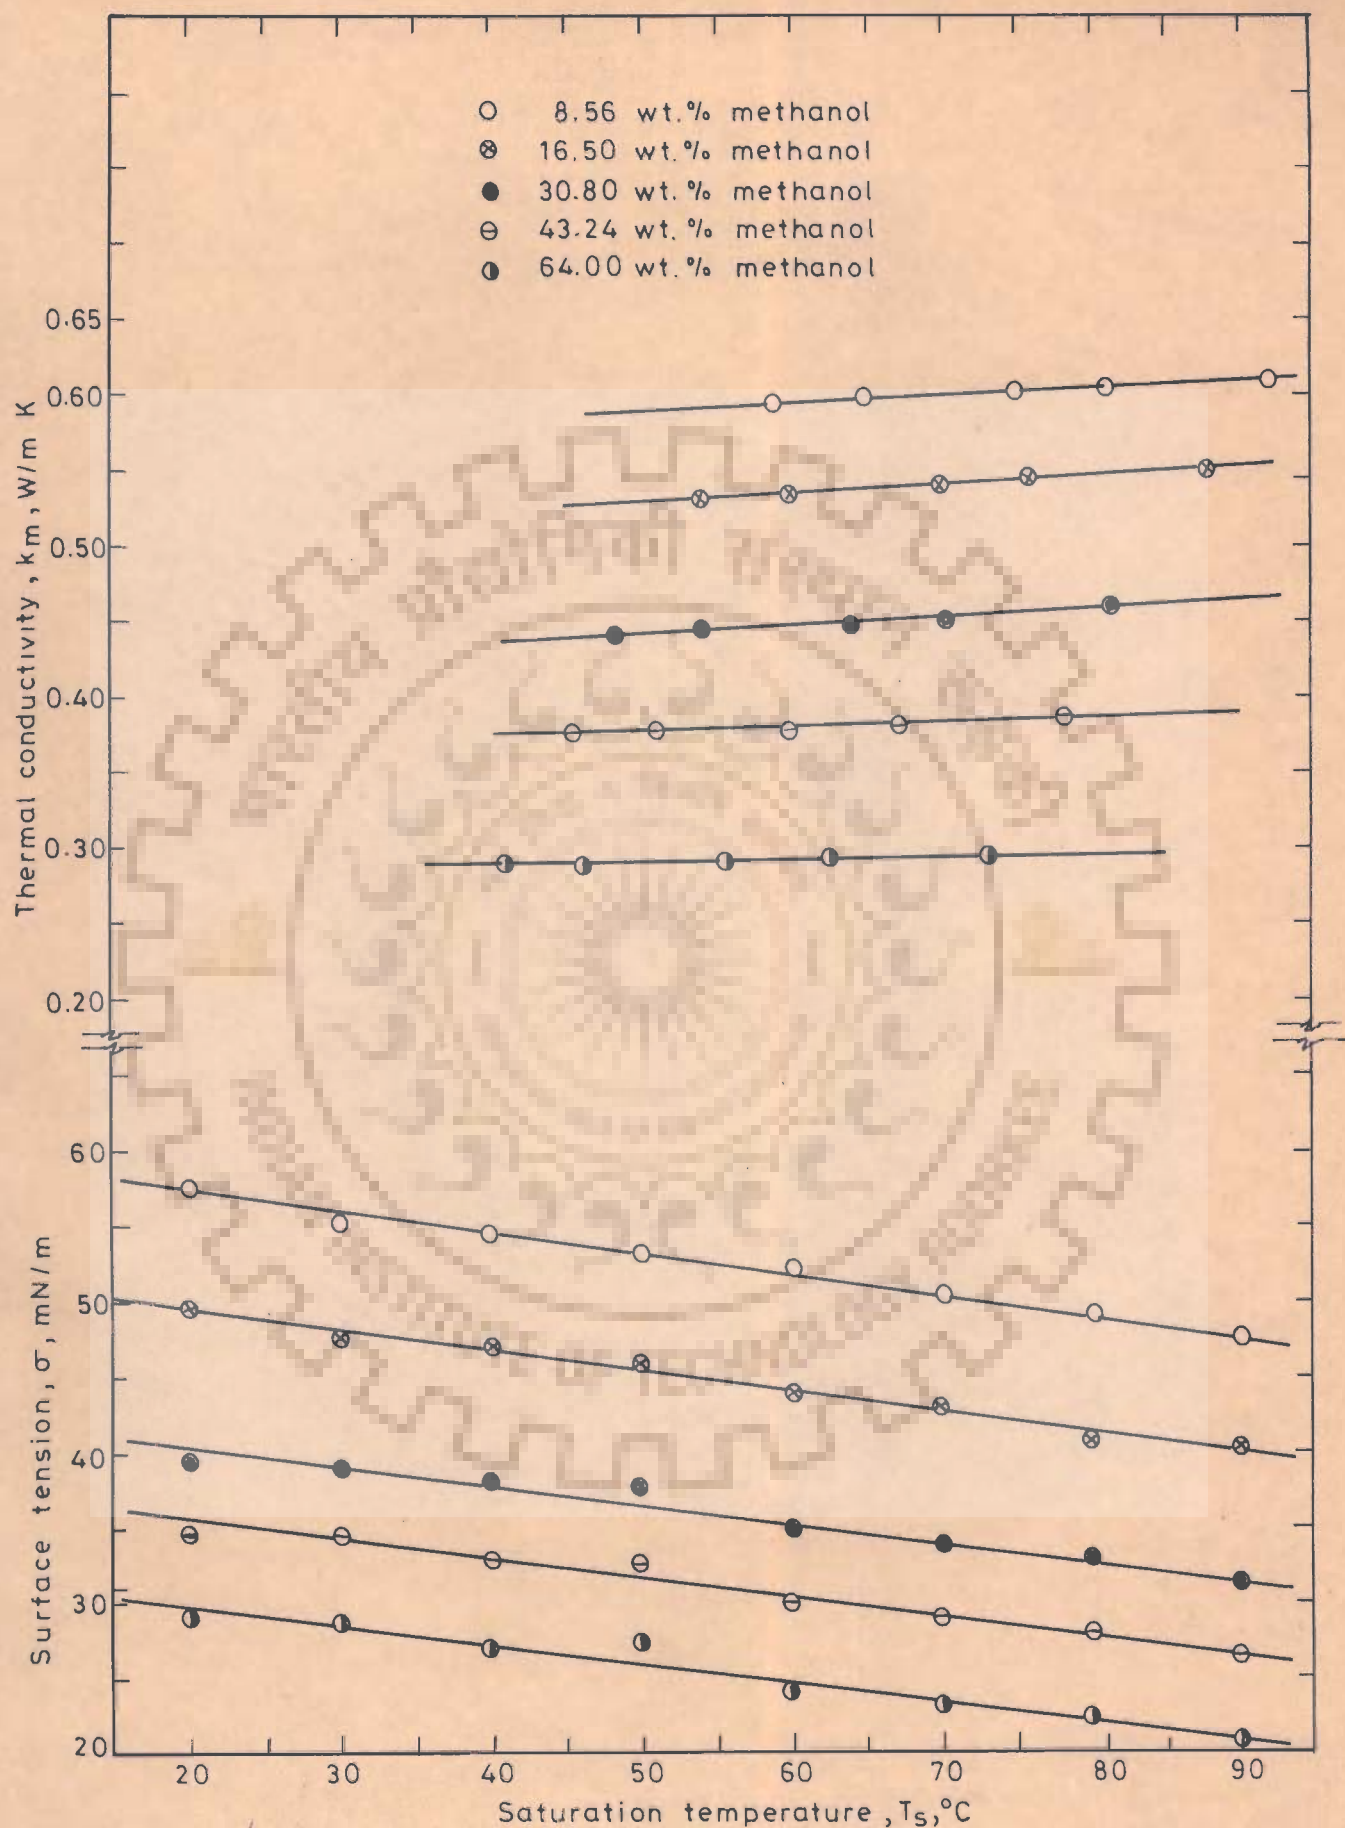 8.56 wt.% methanol
16.50 wt.% methanol
30.80 wt.% methanol
43.24 wt.% methanol
64.00 wt.% methanol
Thermal conductivity, km, W/m K
0.65
0.60
0.50
0.40
0.30
0.20
Surface tension, σ, mN/m
60
50
40
30
20
20 30 40 50 60 70 80 90
Saturation temperature, Ts, °C